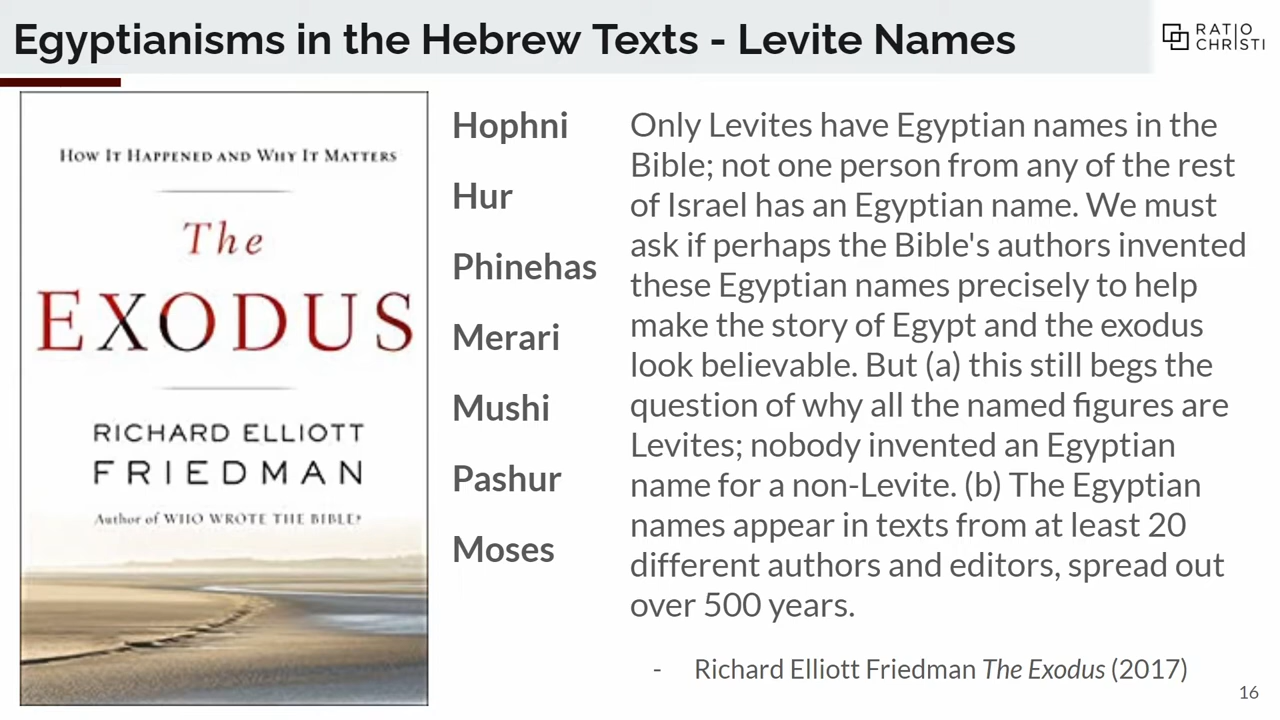 Egyptianisms in the Hebrew Texts - Levite Names
RATIO
CHRISTI
HOW IT HAPPENED AND WHY IT MATTERS
The
EXODUS
RICHARD ELLIOTT
FRIEDMAN
Author of WHO WROTE THE BIBLE?
Hophni
Hur
Phinehas
Merari
Mushi
Pashur
Moses
Only Levites have Egyptian names in the
Bible; not one person from any of the rest
of Israel has an Egyptian name. We must
ask if perhaps the Bible's authors invented
these Egyptian names precisely to help
make the story of Egypt and the exodus
look believable. But (a) this still begs the
question of why all the named figures are
Levites; nobody invented an Egyptian
name for a non-Levite. (b) The Egyptian
names appear in texts from at least 20
different authors and editors, spread out
over 500 years.
- Richard Elliott Friedman The Exodus (2017)
16